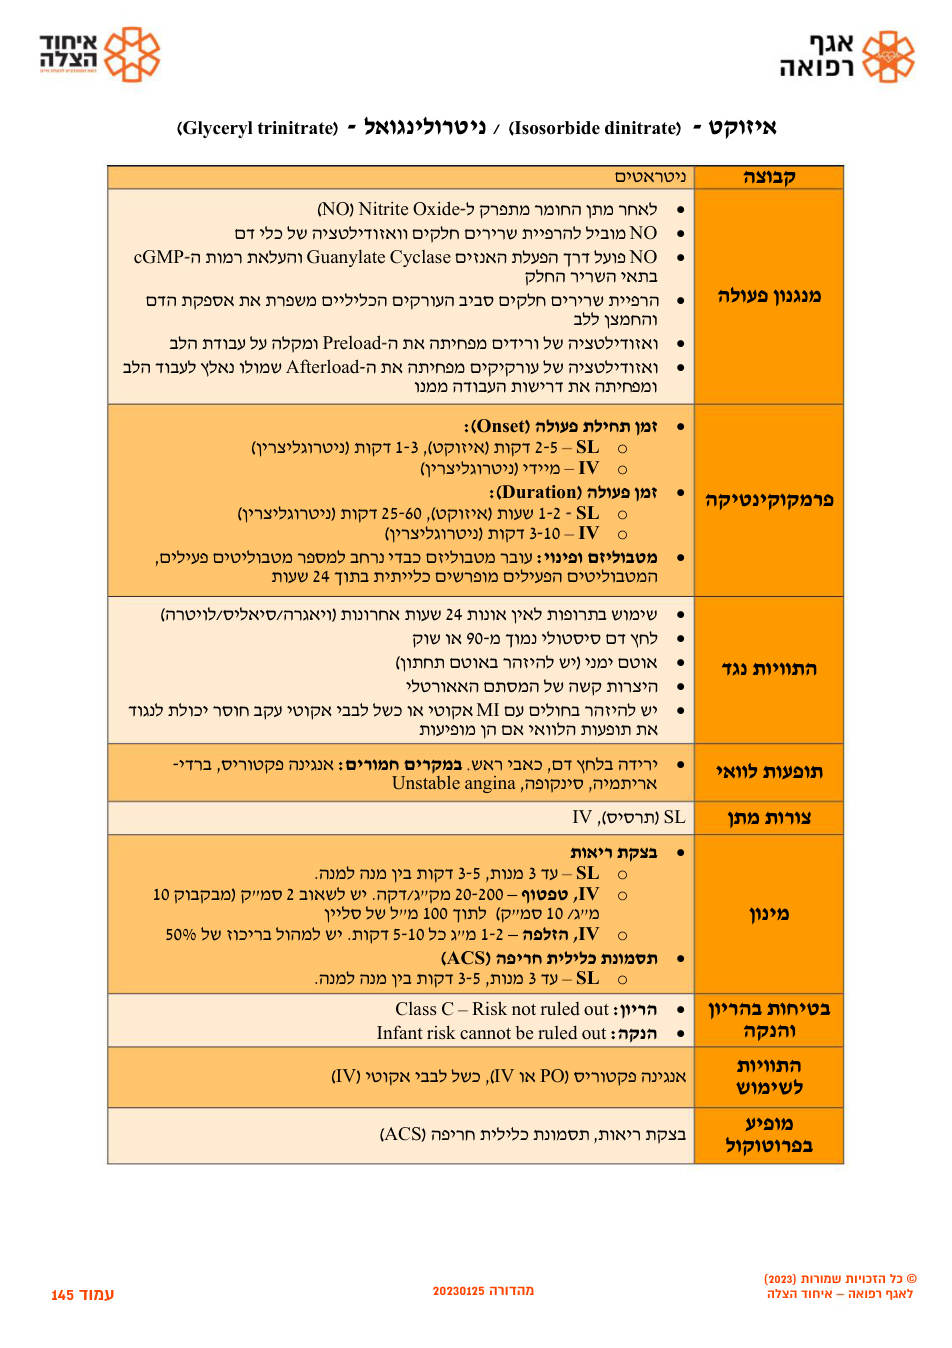 אגף
רפואה
איחוד
הצלה
איזוקט - (Isosorbide dinitrate) / ניטרולינגואל - (Glyceryl trinitrate)
קבוצה
ניטראטים
מנגנון פעולה
• לאחר מתן החומר מתפרק ל-Nitrite Oxide (NO)
• NO מוביל להרפיית שרירים חלקים וואזודילטציה של כלי דם
• NO פועל דרך הפעלת האנזים Guanylate Cyclase והעלאת רמות ה-cGMP
בתאי השריר החלק
• הרפיית שרירים חלקים סביב העורקים הכליליים משפרת את אספקת הדם
והחמצן ללב
• ואזודילטציה של ורידים מפחיתה את ה-Preload ומקלה על עבודת הלב
• ואזודילטציה של עורקיקים מפחיתה את ה-Afterload שמולו נאלץ לעבוד הלב
ומפחיתה את דרישות העבודה ממנו
פרמקוקינטיקה
• זמן תחילת פעולה (Onset):
o SL – 2-5 דקות (איזוקט), 1-3 דקות (ניטרוגליצרין)
o IV – מיידי (ניטרוגליצרין)
• זמן פעולה (Duration):
o SL - 1-2 שעות (איזוקט), 25-60 דקות (ניטרוגליצרין)
o IV – 3-10 דקות (ניטרוגליצרין)
• מטבוליזם ופינוי: עובר מטבוליזם כבדי נרחב למספר מטבוליטים פעילים,
המטבוליטים הפעילים מופרשים כלייתית בתוך 24 שעות
התוויות נגד
• שימוש בתרופות לאין אונות 24 שעות אחרונות (ויאגרה/סיאליס/לויטרה)
• לחץ דם סיסטולי נמוך מ-90 או שוק
• אוטם ימני (יש להיזהר באוטם תחתון)
• היצרות קשה של המסתם האאורטלי
• יש להיזהר בחולים עם MI אקוטי או כשל לבבי אקוטי עקב חוסר יכולת לנגוד
את תופעות הלוואי אם הן מופיעות
תופעות לוואי
• ירידה בלחץ דם, כאבי ראש. במקרים חמורים: אנגינה פקטוריס, ברדי-
אריתמיה, סינקופה, Unstable angina
צורות מתן
SL (תרסיס), IV
מינון
• בצקת ריאות
o SL – עד 3 מנות, 3-5 דקות בין מנה למנה.
o IV, טפטוף – 20-200 מק״ג/דקה. יש לשאוב 2 סמ״ק (מבקבוק 10
מ״ג/ 10 סמ״ק) לתוך 100 מ״ל של סליין
o IV, הזלפה – 1-2 מ״ג כל 5-10 דקות. יש למהול בריכוז של 50%
• תסמונת כלילית חריפה (ACS)
o SL – עד 3 מנות, 3-5 דקות בין מנה למנה.
בטיחות בהריון
והנקה
• הריון: Class C – Risk not ruled out
• הנקה: Infant risk cannot be ruled out
התוויות
לשימוש
אנגינה פקטוריס (PO או IV), כשל לבבי אקוטי (IV)
מופיע
בפרוטוקול
בצקת ריאות, תסמונת כלילית חריפה (ACS)
© כל הזכויות שמורות (2023)
לאגף רפואה – איחוד הצלה
מהדורה 20230125
עמוד 145